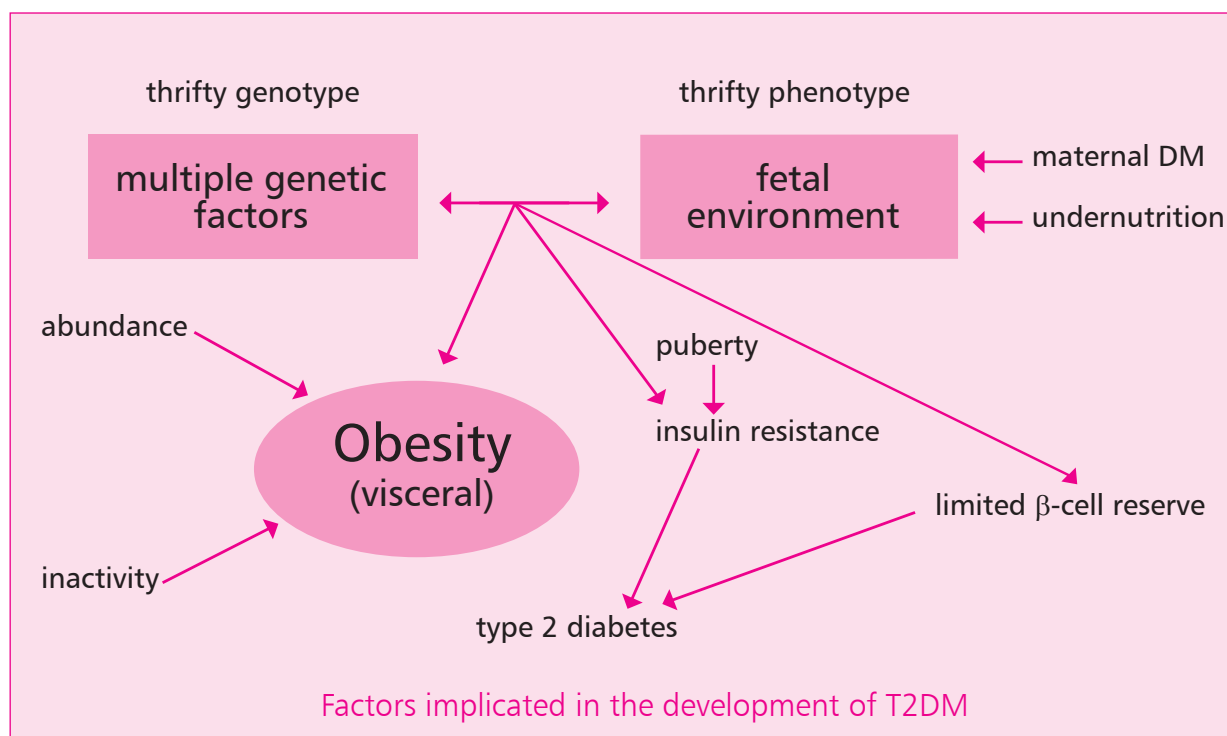 thrifty genotype
thrifty phenotype
multiple genetic
factors
fetal
environment
maternal DM
undernutrition
abundance
puberty
insulin resistance
Obesity
(visceral)
limited β-cell reserve
inactivity
type 2 diabetes
Factors implicated in the development of T2DM